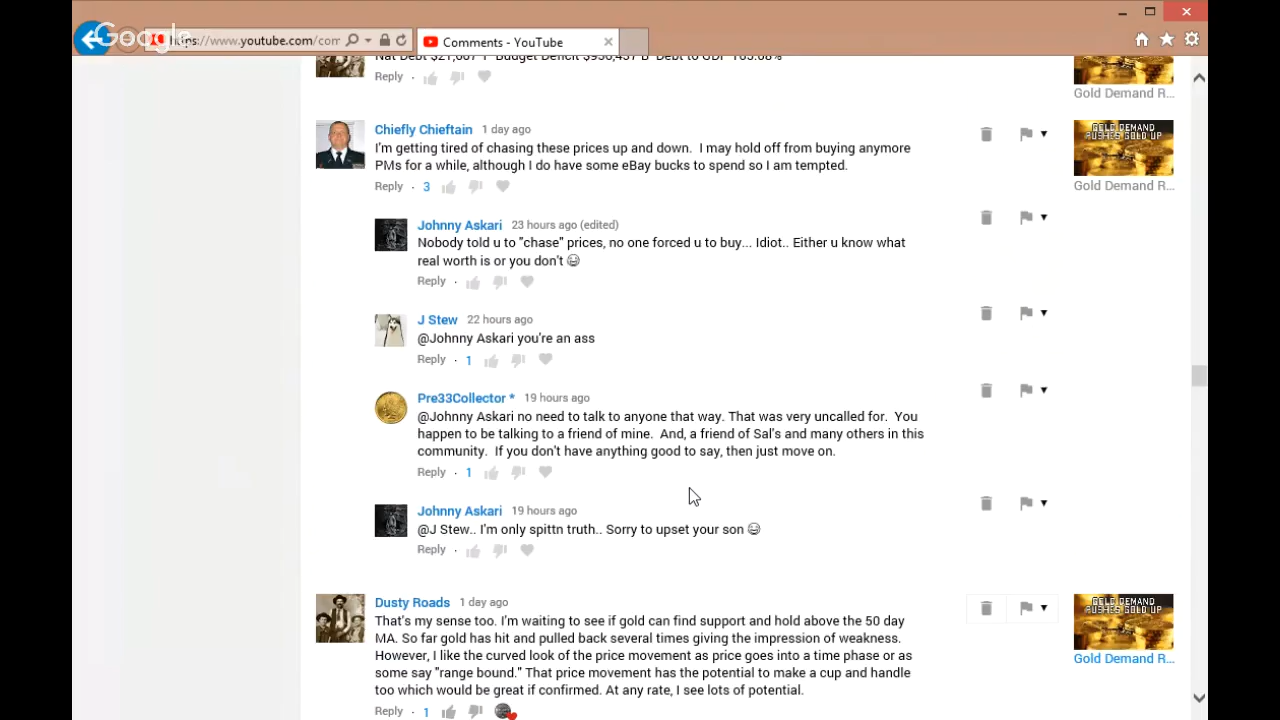 Google
https://www.youtube.com/com
Comments - YouTube
Reply
Gold Demand R...
Chiefly Chieftain 1 day ago
I'm getting tired of chasing these prices up and down. I may hold off from buying anymore
PMs for a while, although I do have some eBay bucks to spend so I am tempted.
Reply · 3
GOLD DEMAND
PUSHES GOLD UP
Gold Demand R...
Johnny Askari 23 hours ago (edited)
Nobody told u to "chase" prices, no one forced u to buy... Idiot.. Either u know what
real worth is or you don't 😂
Reply ·
J Stew 22 hours ago
@Johnny Askari you're an ass
Reply · 1
Pre33Collector * 19 hours ago
@Johnny Askari no need to talk to anyone that way. That was very uncalled for. You
happen to be talking to a friend of mine. And, a friend of Sal's and many others in this
community. If you don't have anything good to say, then just move on.
Reply · 1
Johnny Askari 19 hours ago
@J Stew.. I'm only spittn truth.. Sorry to upset your son 😂
Reply ·
Dusty Roads 1 day ago
That's my sense too. I'm waiting to see if gold can find support and hold above the 50 day
MA. So far gold has hit and pulled back several times giving the impression of weakness.
However, I like the curved look of the price movement as price goes into a time phase or as
some say "range bound." That price movement has the potential to make a cup and handle
too which would be great if confirmed. At any rate, I see lots of potential.
Reply · 1
GOLD DEMAND
PUSHES GOLD UP
Gold Demand R...